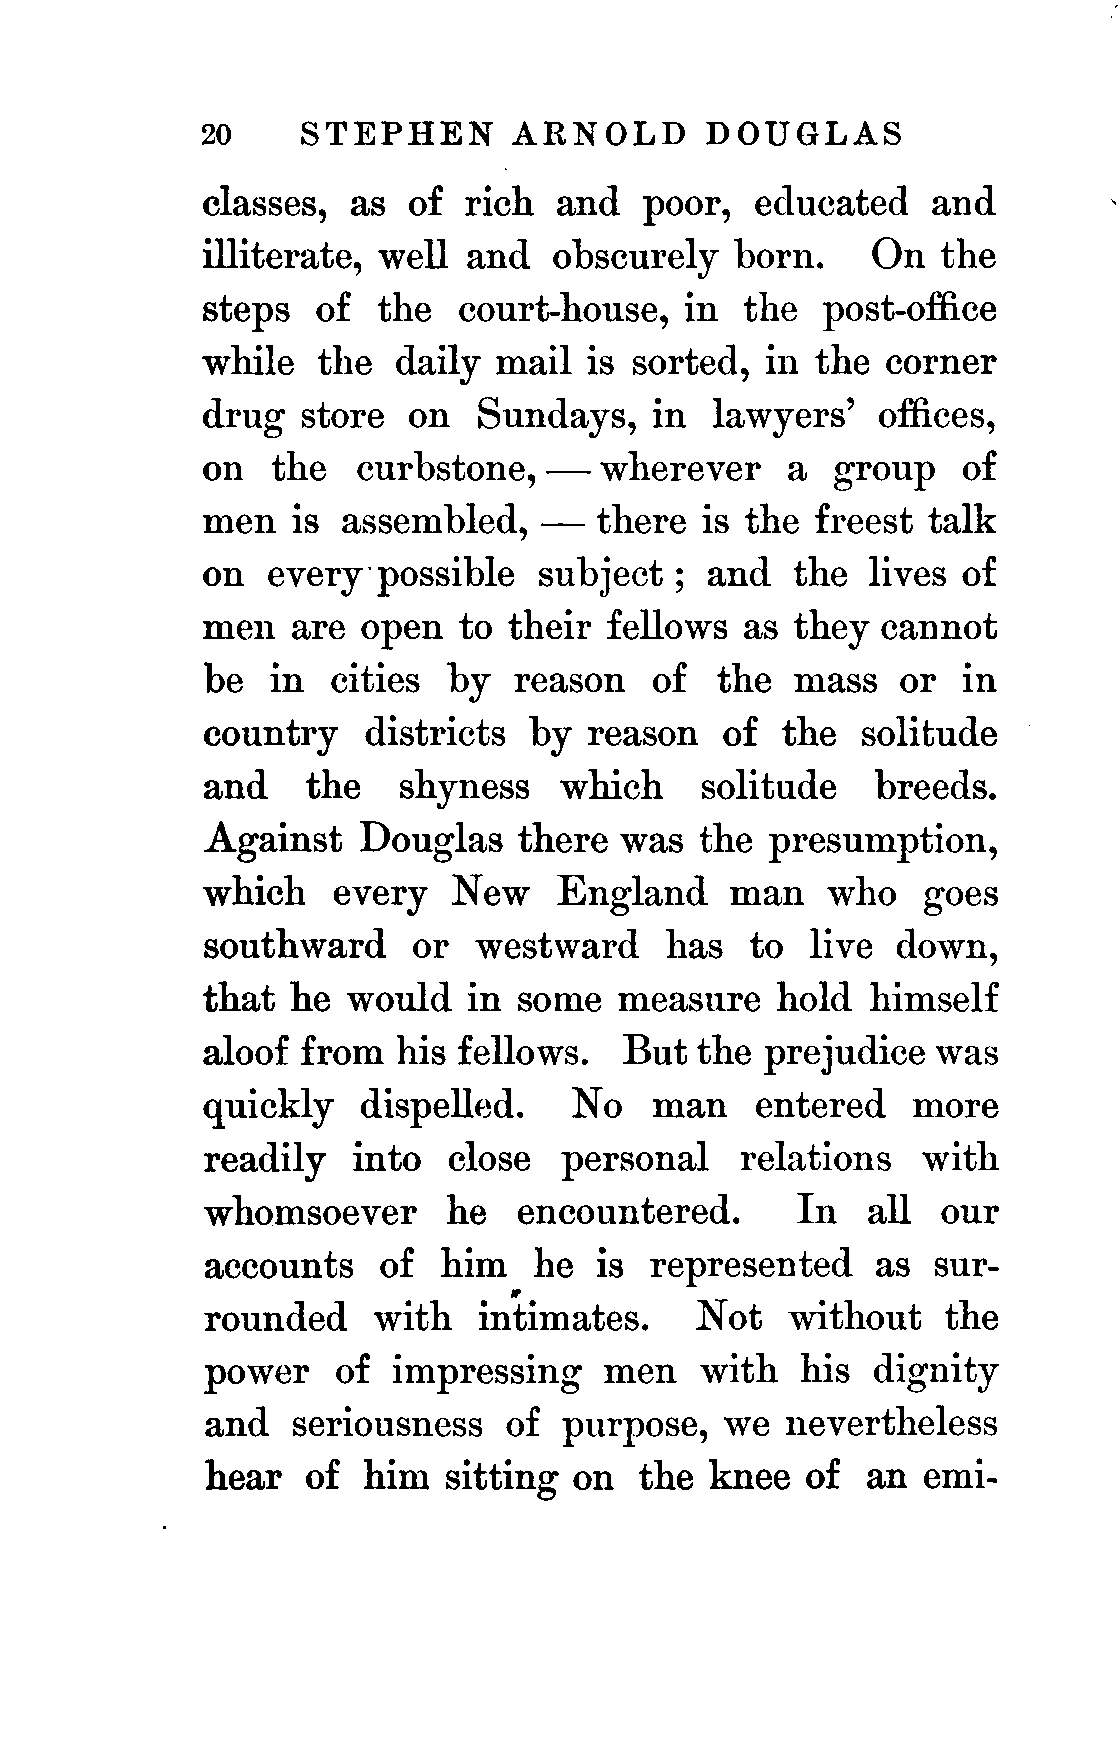 20 STEPHEN ARNOLD DOUGLAS
classes, as of rich and poor, educated and
illiterate, well and obscurely born. On the
steps of the court-house, in the post-office
while the daily mail is sorted, in the corner
drug store on Sundays, in lawyers' offices,
on the curbstone, — wherever a group of
men is assembled, — there is the freest talk
on every possible subject ; and the lives of
men are open to their fellows as they cannot
be in cities by reason of the mass or in
country districts by reason of the solitude
and the shyness which solitude breeds.
Against Douglas there was the presumption,
which every New England man who goes
southward or westward has to live down,
that he would in some measure hold himself
aloof from his fellows. But the prejudice was
quickly dispelled. No man entered more
readily into close personal relations with
whomsoever he encountered. In all our
accounts of him he is represented as sur-
rounded with intimates. Not without the
power of impressing men with his dignity
and seriousness of purpose, we nevertheless
hear of him sitting on the knee of an emi-